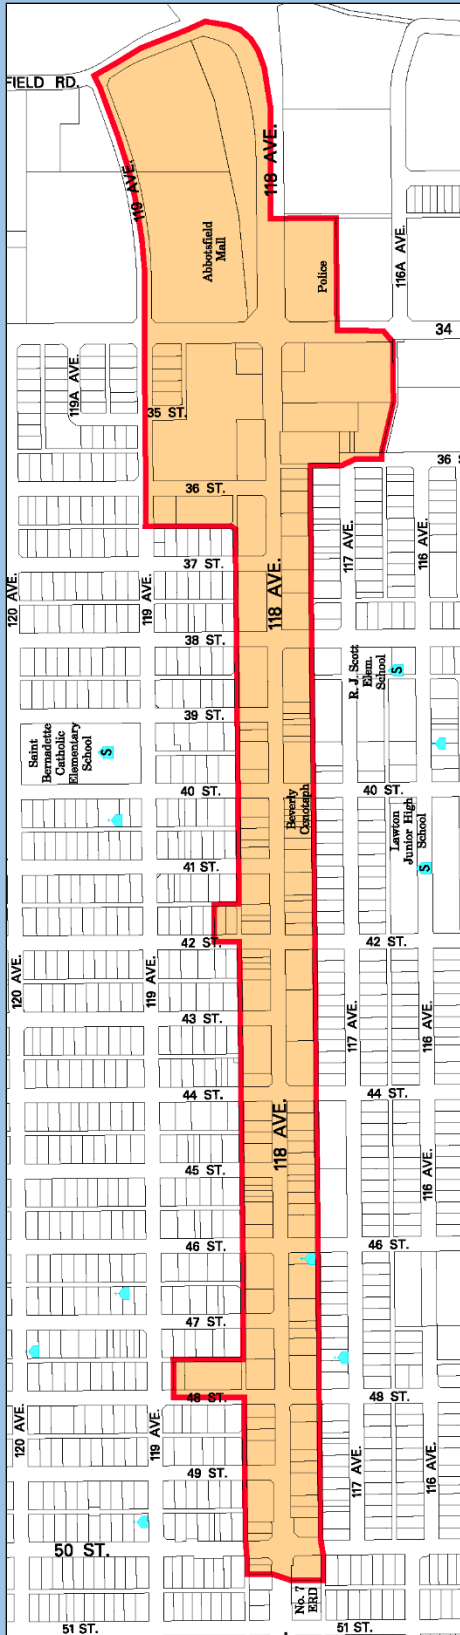 FIELD RD.
119 AVE.
118 AVE.
Abbotsfield
Mall
Police
116A AVE.
34
119A AVE.
35 ST.
36 ST.
36 S
37 ST.
120 AVE.
119 AVE.
118 AVE.
117 AVE.
116 AVE.
38 ST.
R. J. Scott
Elem.
School
S
39 ST.
Saint
Bernadette
Catholic
Elementary
School
S
40 ST.
Beverly
Cenotaph
40 ST.
Lawton
Junior High
School
S
41 ST.
42 ST.
42 ST.
120 AVE.
119 AVE.
117 AVE.
116 AVE.
43 ST.
44 ST.
44 ST.
118 AVE.
45 ST.
116 AVE.
46 ST.
46 ST.
47 ST.
48 ST.
48 ST.
120 AVE.
119 AVE.
117 AVE.
116 AVE.
49 ST.
50 ST.
No. 7
ERD
51 ST.
51 ST.